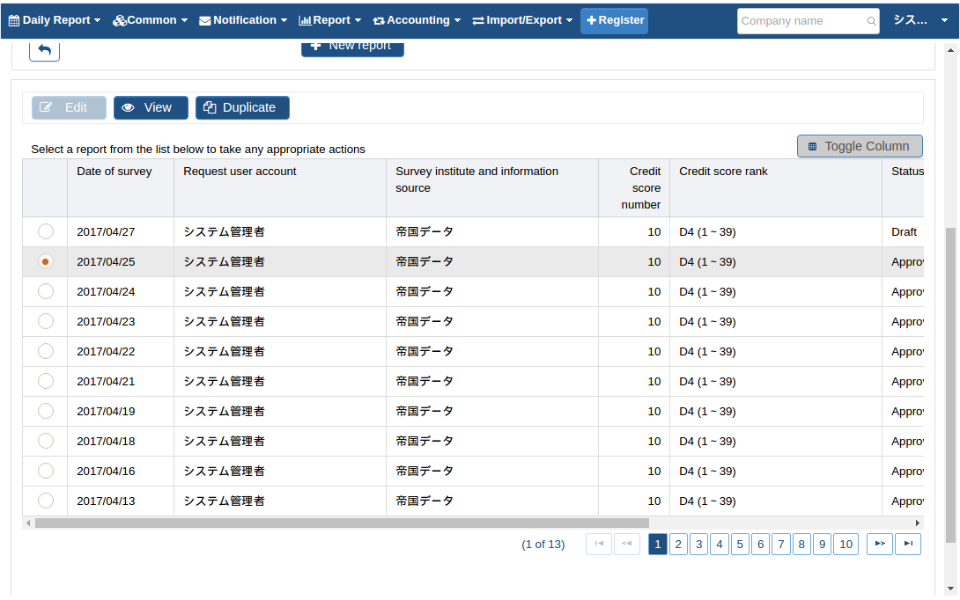 Daily Report Common Notification Report Accounting Import/Export Register Company name シス...
New report
Edit View Duplicate
Select a report from the list below to take any appropriate actions
Toggle Column
Date of survey Request user account Survey institute and information source Credit score number Credit score rank Status
2017/04/27 システム管理者 帝国データ 10 D4 (1 ~ 39) Draft
2017/04/25 システム管理者 帝国データ 10 D4 (1 ~ 39) Approv
2017/04/24 システム管理者 帝国データ 10 D4 (1 ~ 39) Approv
2017/04/23 システム管理者 帝国データ 10 D4 (1 ~ 39) Approv
2017/04/22 システム管理者 帝国データ 10 D4 (1 ~ 39) Approv
2017/04/21 システム管理者 帝国データ 10 D4 (1 ~ 39) Approv
2017/04/19 システム管理者 帝国データ 10 D4 (1 ~ 39) Approv
2017/04/18 システム管理者 帝国データ 10 D4 (1 ~ 39) Approv
2017/04/16 システム管理者 帝国データ 10 D4 (1 ~ 39) Approv
2017/04/13 システム管理者 帝国データ 10 D4 (1 ~ 39) Approv
(1 of 13) 1 2 3 4 5 6 7 8 9 10